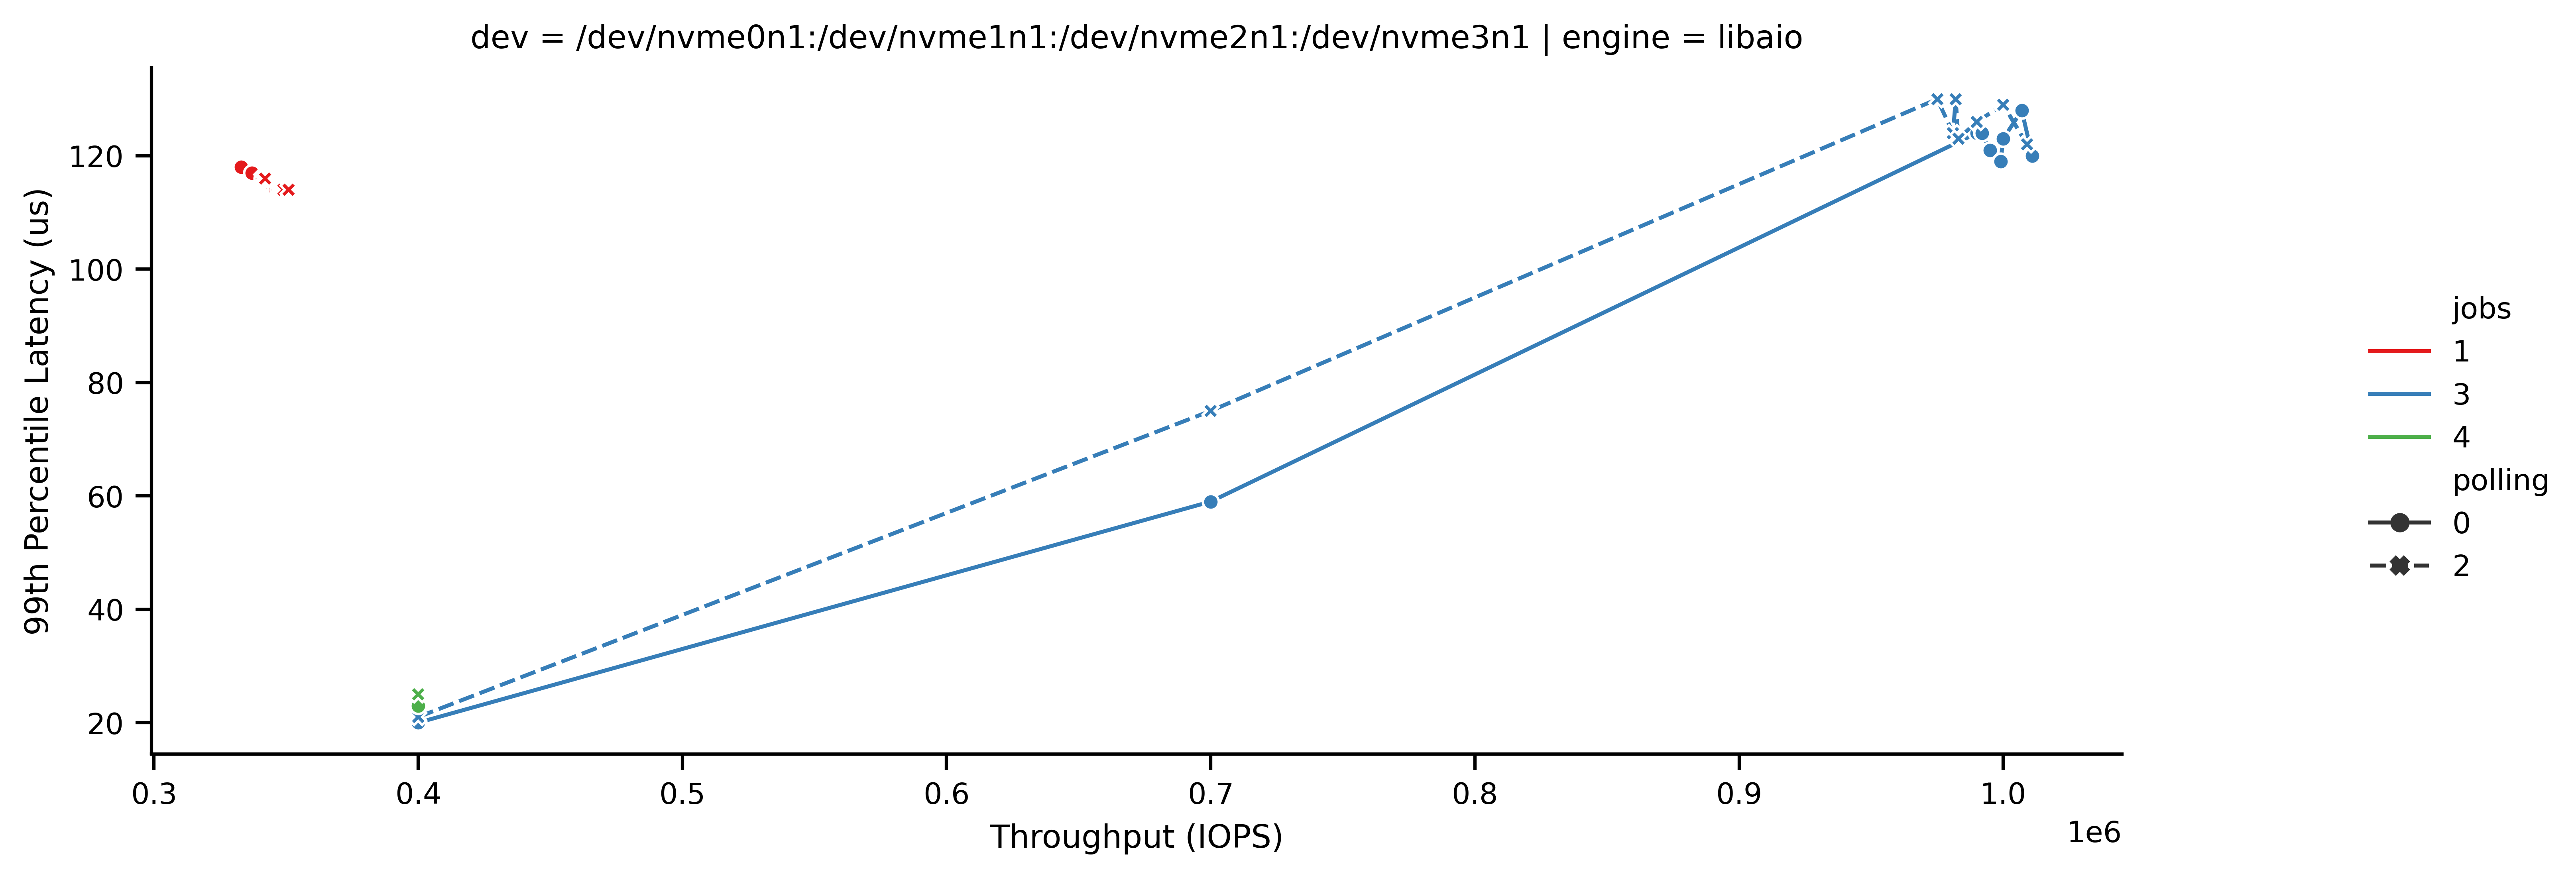 dev = /dev/nvme0n1:/dev/nvme1n1:/dev/nvme2n1:/dev/nvme3n1 | engine = libaio
99th Percentile Latency (us)
120
100
80
60
40
20
0.3 0.4 0.5 0.6 0.7 0.8 0.9 1.0
1e6
Throughput (IOPS)
jobs
1
3
4
polling
0
2